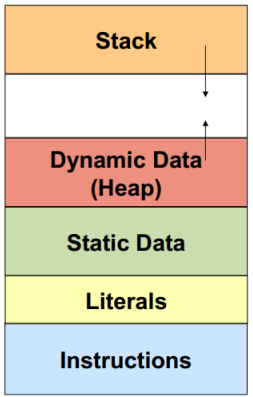 Stack
Dynamic Data
(Heap)
Static Data
Literals
Instructions